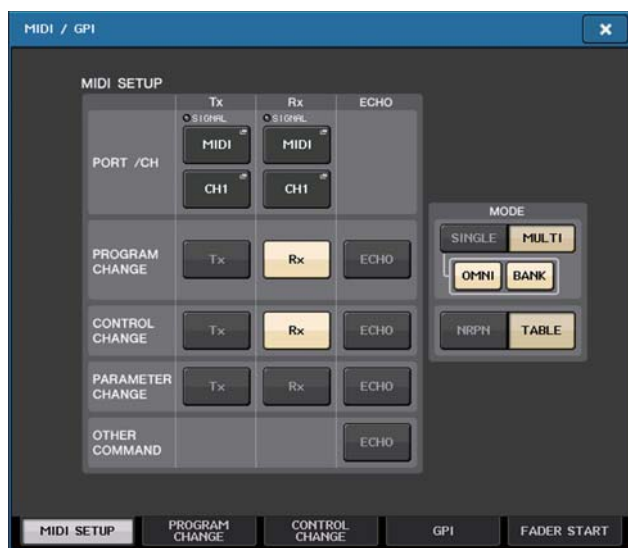 MIDI / GPI
MIDI SETUP
Tx Rx ECHO
SIGNAL SIGNAL
MIDI MIDI
PORT /CH
CH1 CH1
MODE
SINGLE MULTI
PROGRAM
CHANGE
Tx Rx ECHO
OMNI BANK
CONTROL
CHANGE
Tx Rx ECHO
NRPN TABLE
PARAMETER
CHANGE
Tx Rx ECHO
OTHER
COMMAND
ECHO
MIDI SETUP
PROGRAM
CHANGE
CONTROL
CHANGE
GPI
FADER START